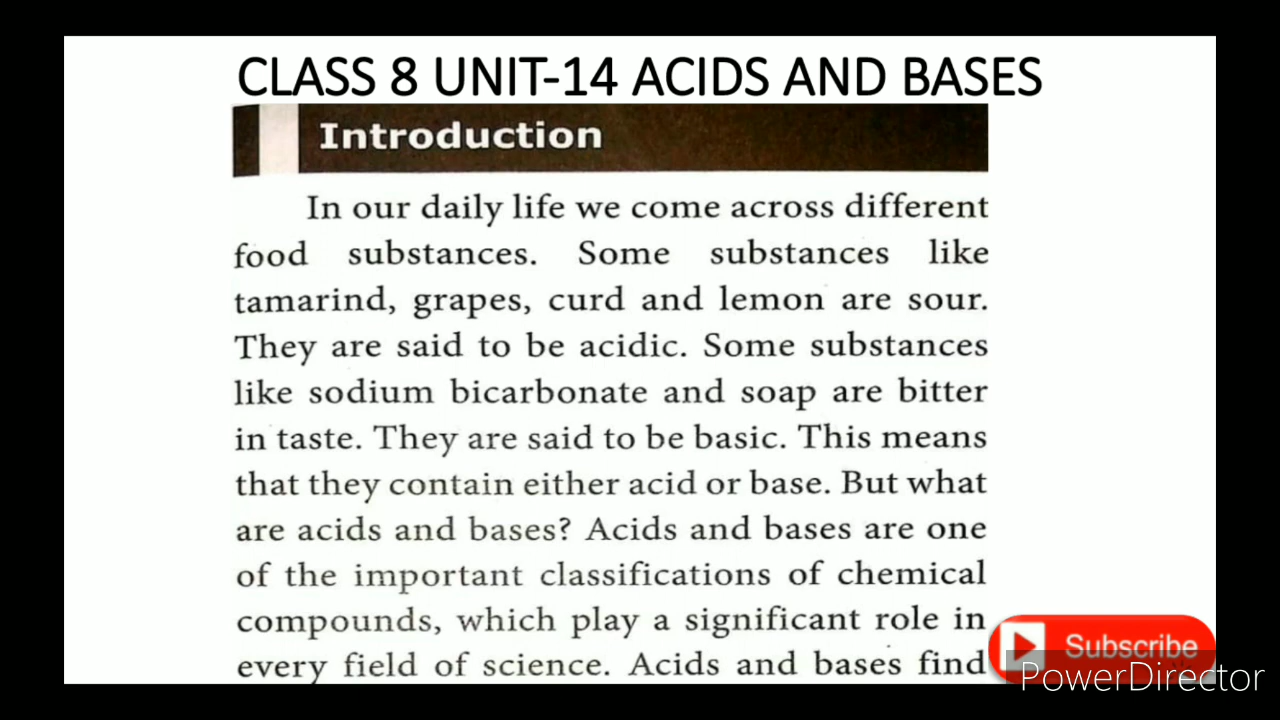 CLASS 8 UNIT-14 ACIDS AND BASES
Introduction
In our daily life we come across different
food substances. Some substances like
tamarind, grapes, curd and lemon are sour.
They are said to be acidic. Some substances
like sodium bicarbonate and soap are bitter
in taste. They are said to be basic. This means
that they contain either acid or base. But what
are acids and bases? Acids and bases are one
of the important classifications of chemical
compounds, which play a significant role in
every field of science. Acids and bases find
Subscribe
PowerDirector